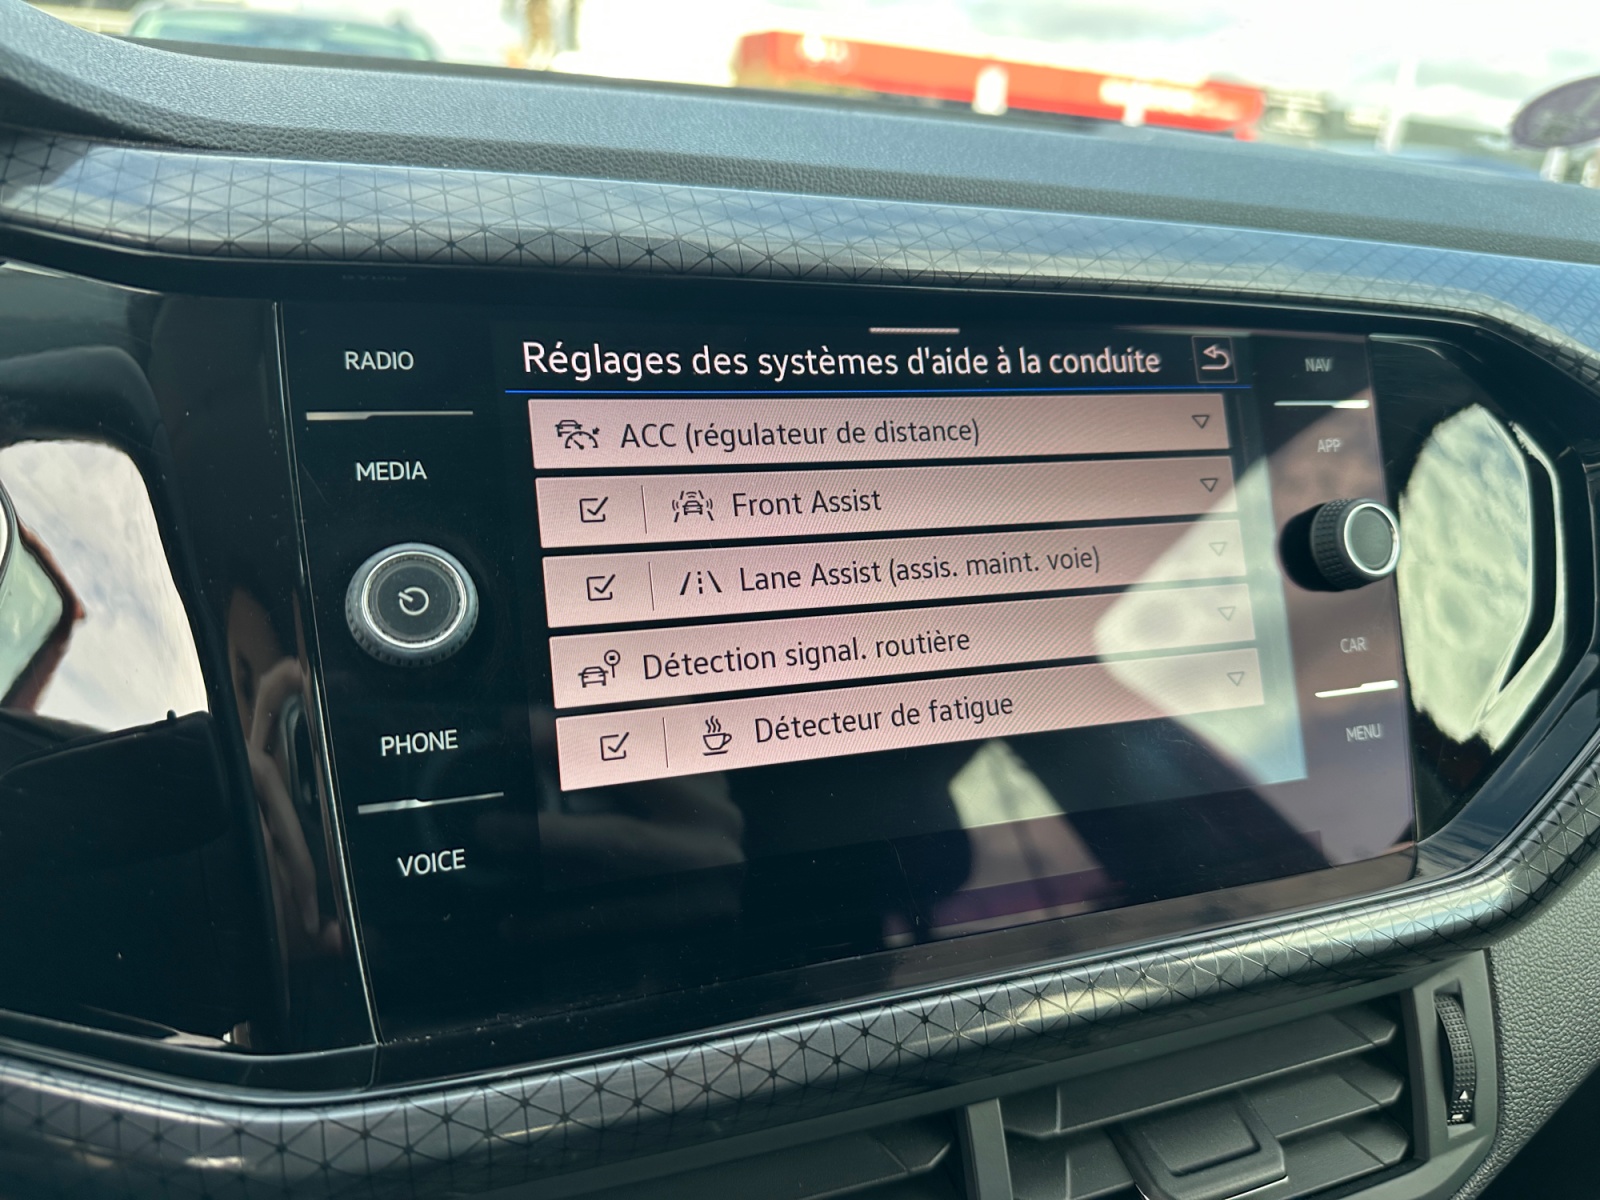 RADIO
MEDIA
PHONE
VOICE
Réglages des systèmes d'aide à la conduite
ACC (régulateur de distance)
Front Assist
Lane Assist (assis. maint. voie)
Détection signal. routière
Détecteur de fatigue
NAV
APP
CAR
MENU